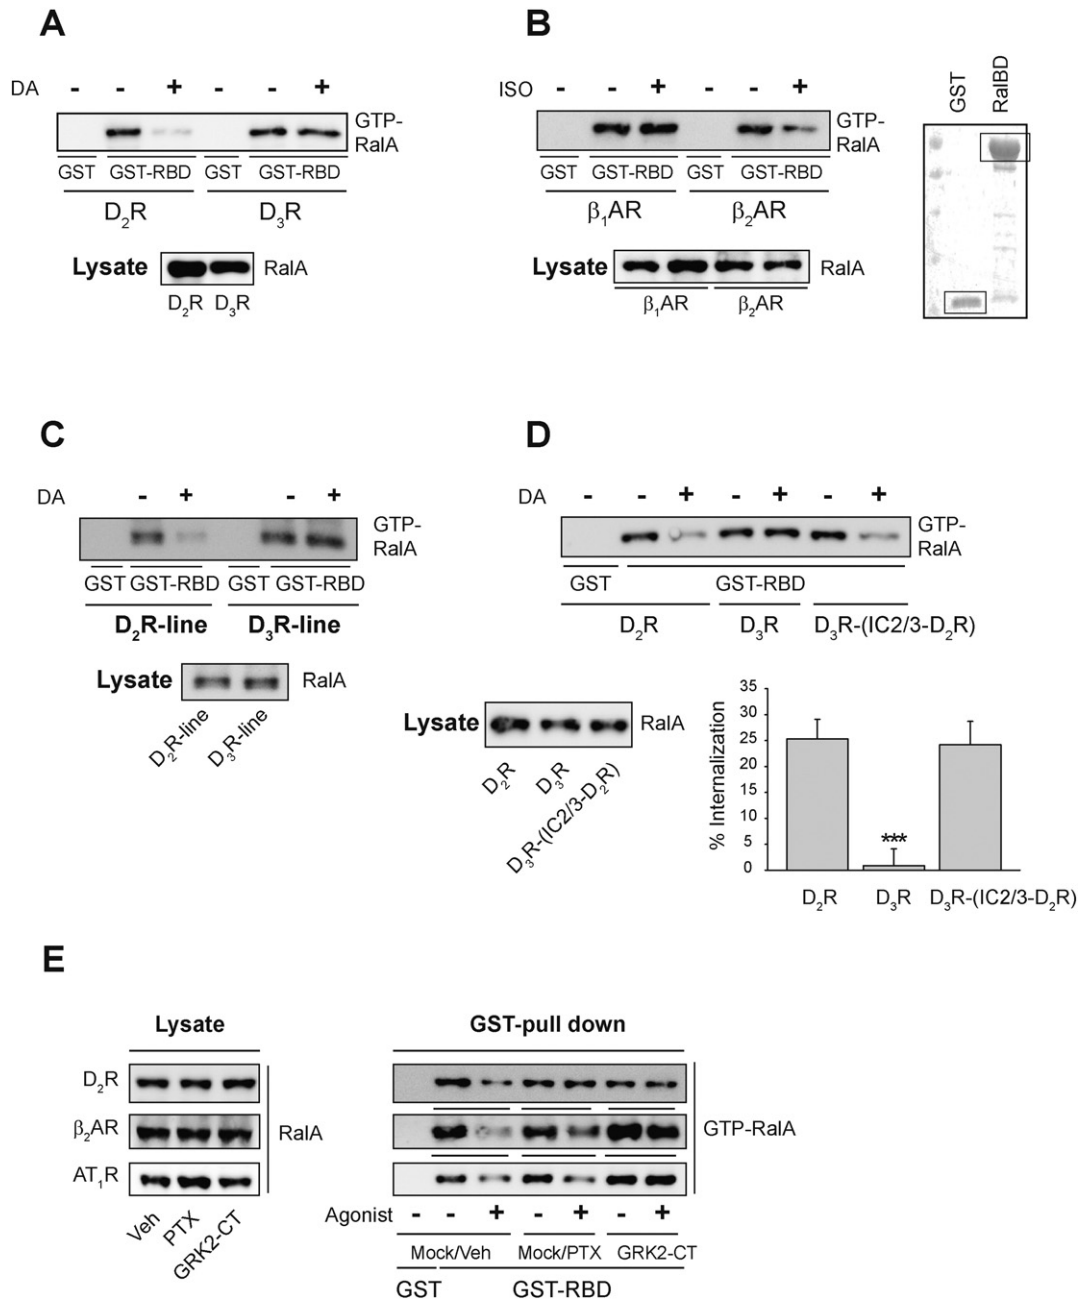 A
DA - - + - - +
GTP-
RalA
GST GST-RBD GST GST-RBD
D₂R D₃R
Lysate RalA
D₂R D₃R
B
ISO - - + - - +
GTP-
RalA
GST GST-RBD GST GST-RBD
β₁AR β₂AR
Lysate RalA
β₁AR β₂AR
GST RalBD
C
DA - + - +
GTP-
RalA
GST GST-RBD GST GST-RBD
D₂R-line D₃R-line
Lysate RalA
D₂R-line D₃R-line
D
DA - - + - + - +
GTP-
RalA
GST GST-RBD
D₂R D₃R D₃R-(IC2/3-D₂R)
Lysate RalA
D₂R D₃R D₃R-(IC2/3-D₂R)
% Internalization
35
30
25
20
15
10
5
0
***
D₂R D₃R D₃R-(IC2/3-D₂R)
E
Lysate GST-pull down
D₂R
β₂AR RalA GTP-RalA
AT₁R
Veh PTX GRK2-CT
Agonist - - + - + - +
Mock/Veh Mock/PTX GRK2-CT
GST GST-RBD